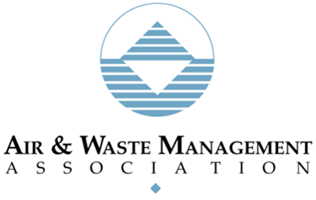 AIR & WASTE MANAGEMENT
ASSOCIATION